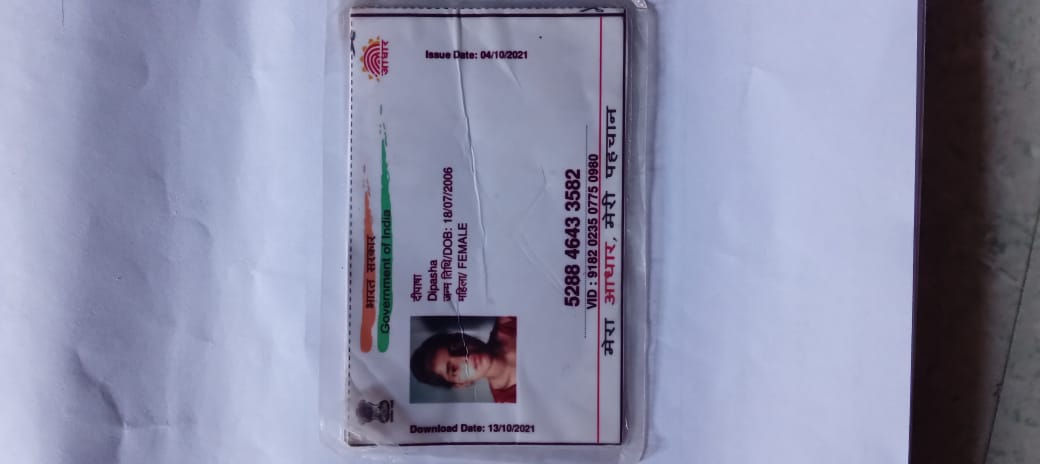 भारत सरकार
Government of India
आधार
Issue Date: 04/10/2021
Download Date: 13/10/2021
दीपाषा
Dipasha
जन्म तिथि/DOB: 18/07/2006
महिला/ FEMALE
5288 4643 3582
VID : 9182 0235 0775 0980
मेरा आधार, मेरी पहचान